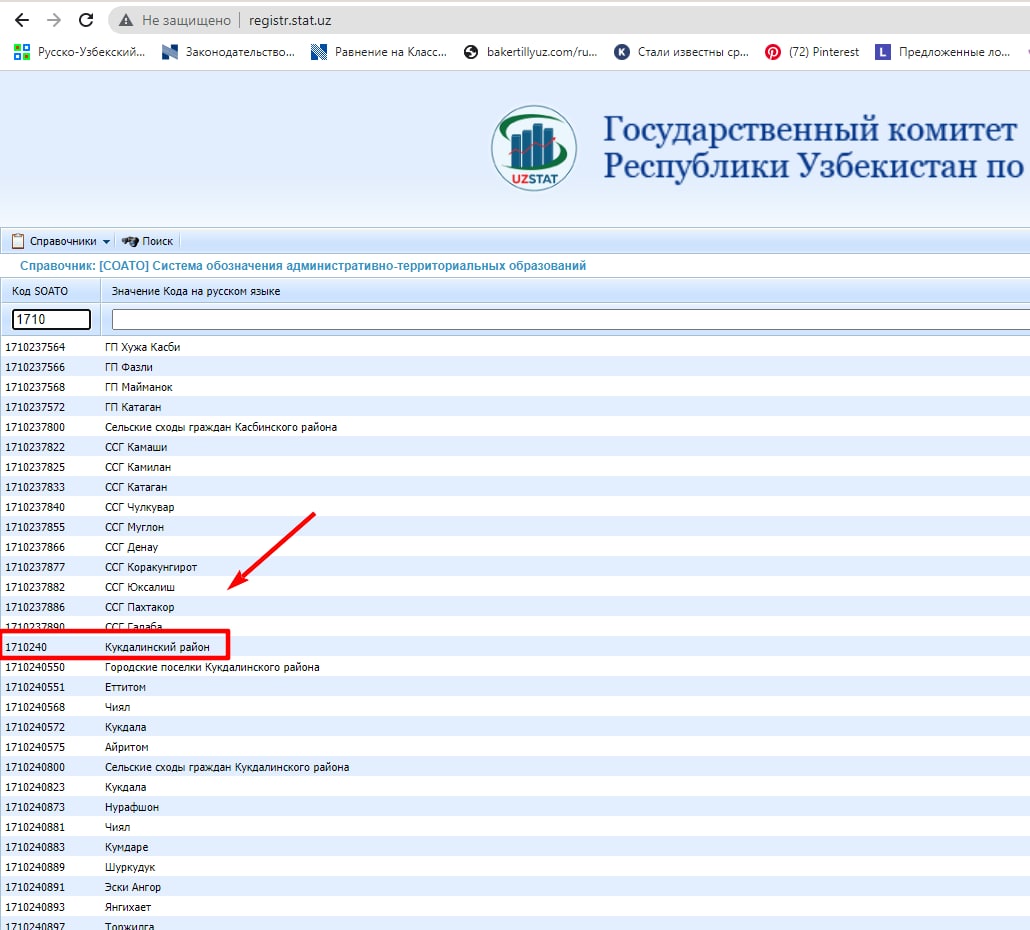 Не защищено | registr.stat.uz
Русско-Узбекский... Законодательство... Равнение на Класс... bakertillyuz.com/ru... Стали известны ср... (72) Pinterest Предложенные ло...
UZSTAT
Государственный комитет
Республики Узбекистан по
Справочники Поиск
Справочник: [СОАТО] Система обозначения административно-территориальных образований
Код SOATO Значение Кода на русском языке
1710
1710237564 ГП Хужа Касби
1710237566 ГП Фазли
1710237568 ГП Майманок
1710237572 ГП Катаган
1710237800 Сельские сходы граждан Касбинского района
1710237822 ССГ Камаши
1710237825 ССГ Камилан
1710237833 ССГ Катаган
1710237840 ССГ Чулкувар
1710237855 ССГ Муглон
1710237866 ССГ Денау
1710237877 ССГ Коракунгирот
1710237882 ССГ Юксалиш
1710237886 ССГ Пахтакор
1710237890 ССГ Галаба
1710240 Кукдалинский район
1710240550 Городские поселки Кукдалинского района
1710240551 Еттитом
1710240568 Чиял
1710240572 Кукдала
1710240575 Айритом
1710240800 Сельские сходы граждан Кукдалинского района
1710240823 Кукдала
1710240873 Нурафшон
1710240881 Чиял
1710240883 Кумдаре
1710240889 Шуркудук
1710240891 Эски Ангор
1710240893 Янгихает
1710240897 Торжилга